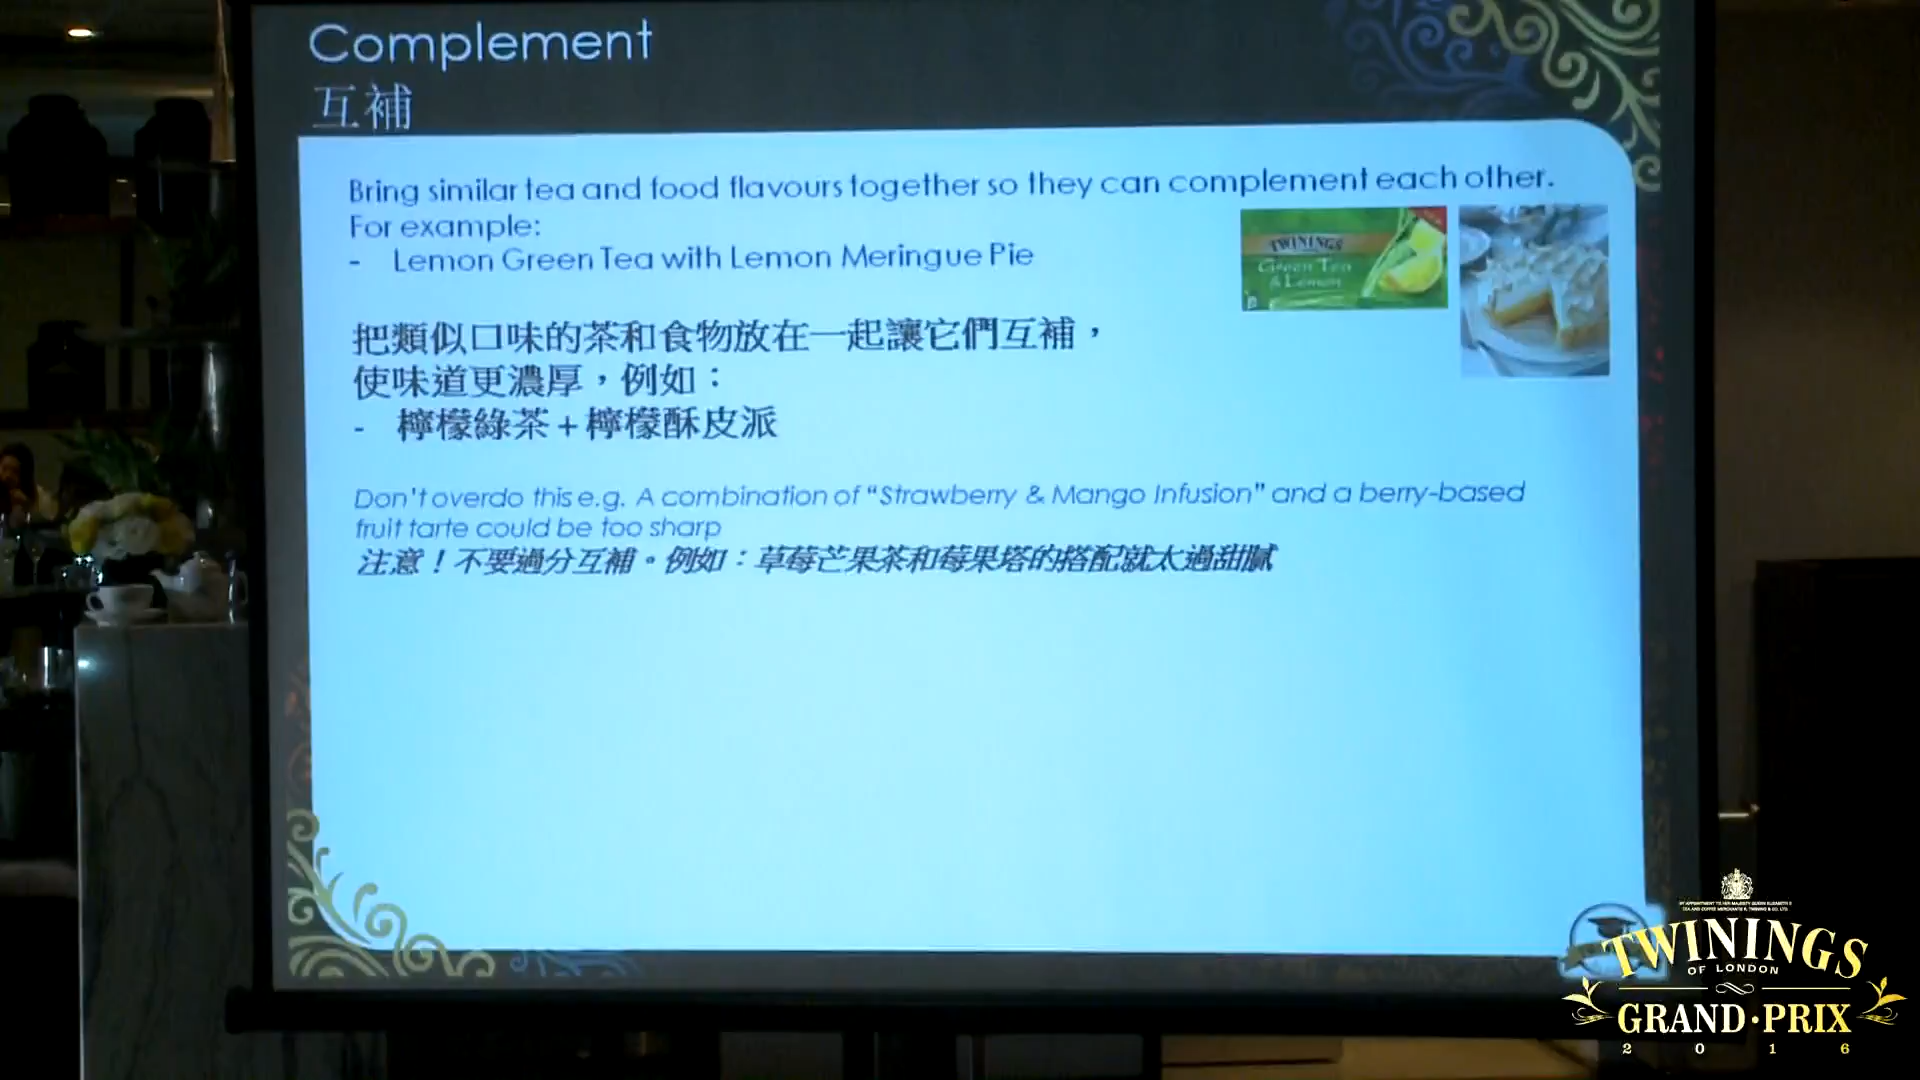 Complement
互補
Bring similar tea and food flavours together so they can complement each other.
For example:
- Lemon Green Tea with Lemon Meringue Pie
TWININGS
Green Tea
& Lemon
把類似口味的茶和食物放在一起讓它們互補，
使味道更濃厚，例如：
- 檸檬綠茶+檸檬酥皮派
Don't overdo this e.g. A combination of “Strawberry & Mango Infusion” and a berry-based
fruit tarte could be too sharp
注意！不要過分互補。例如：草莓芒果茶和莓果塔的搭配就太過甜膩
TWININGS
OF LONDON
GRAND·PRIX
2016